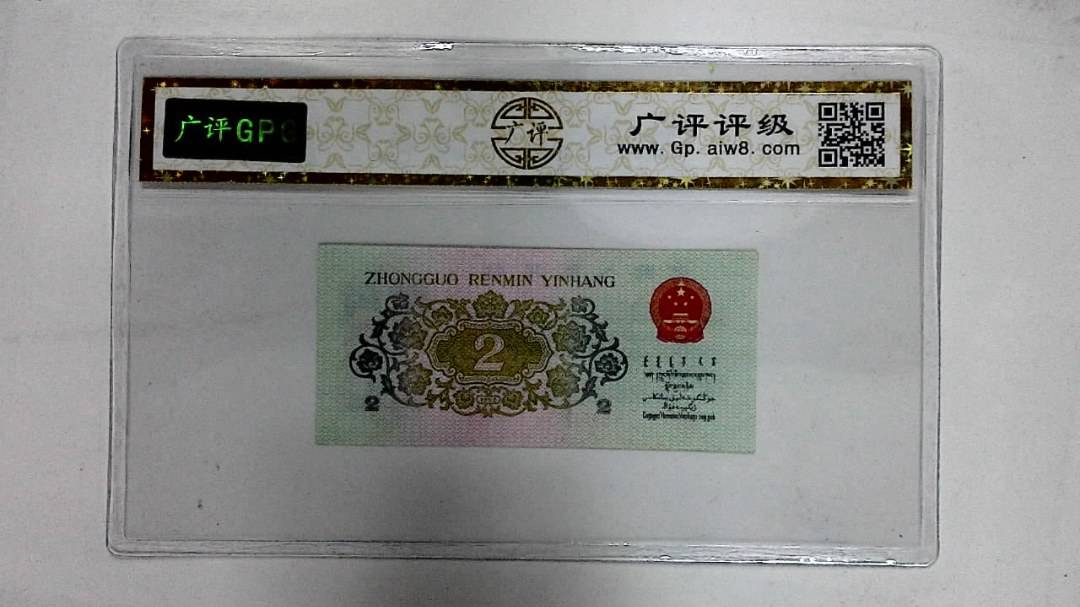 广评GPG
广评
广评评级
www. Gp. aiw8. com
ZHONGGUO RENMIN YINHANG
2
2 2